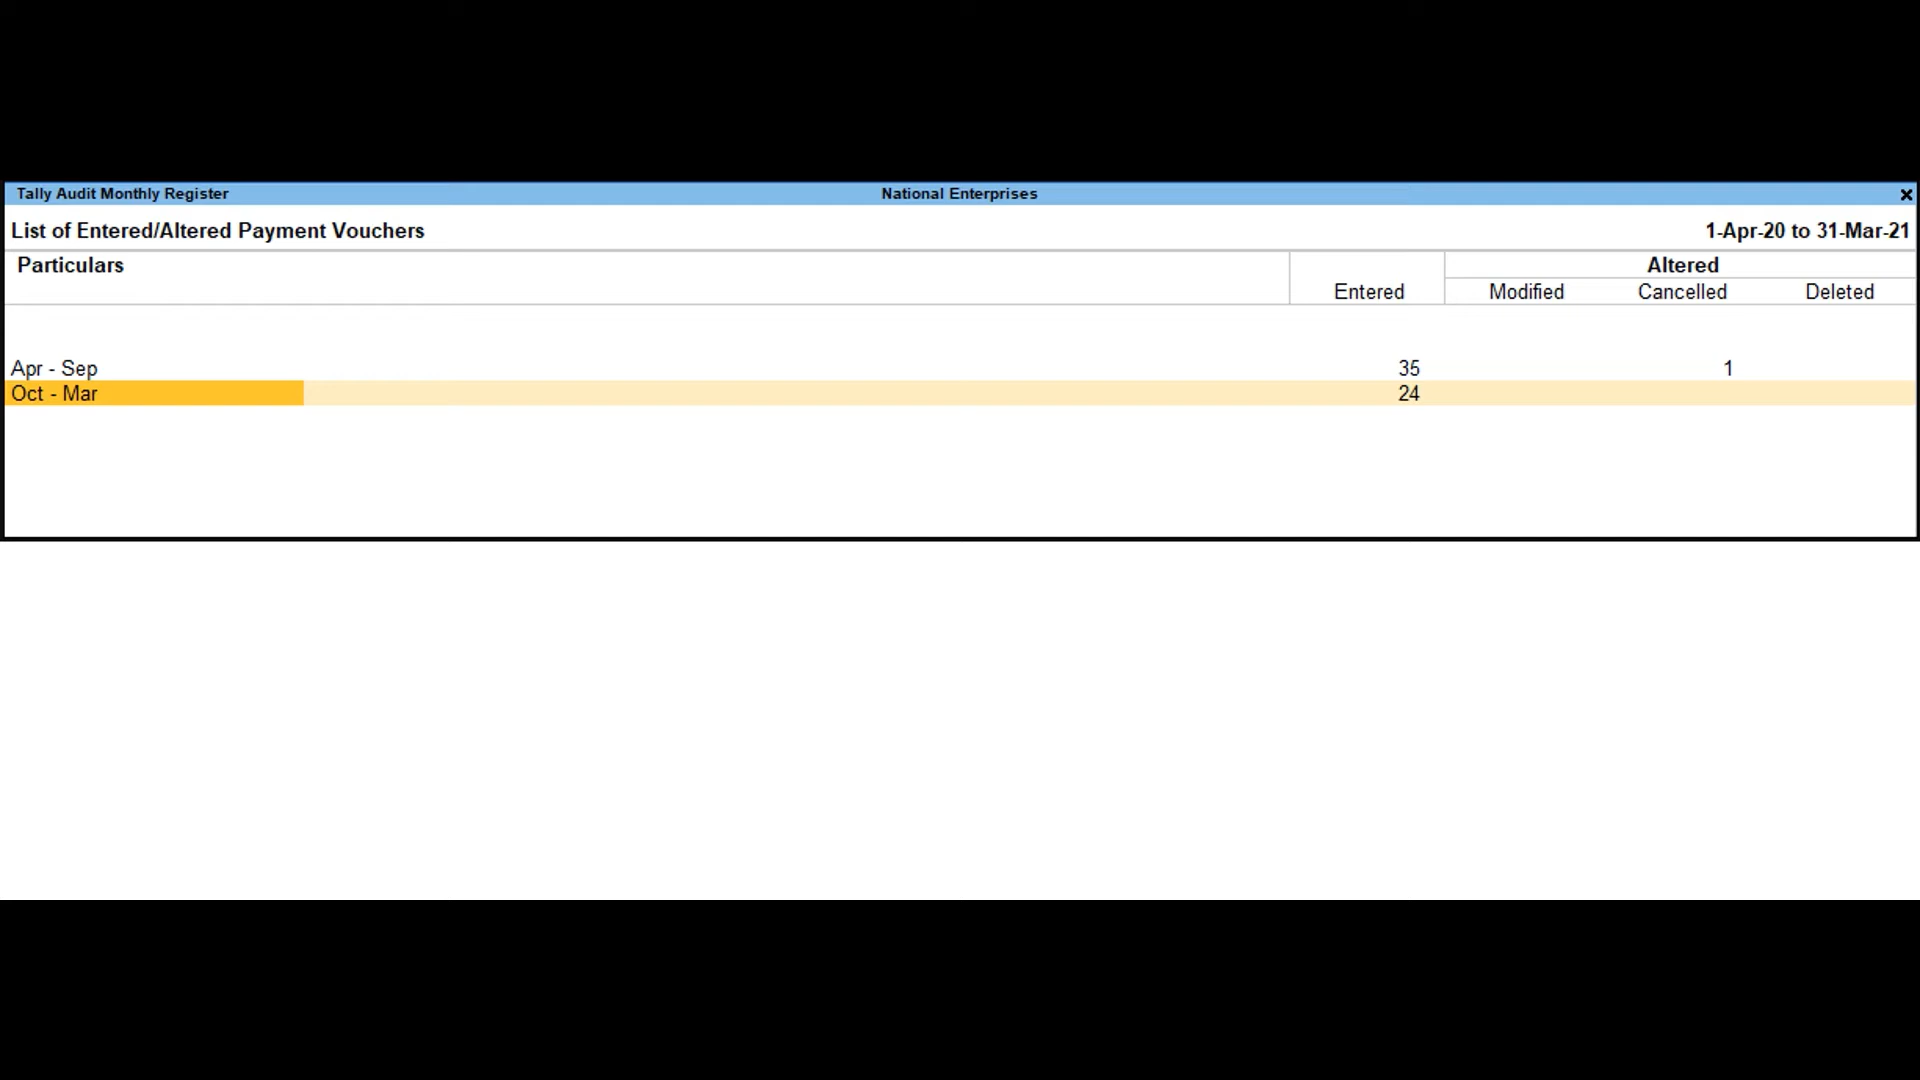 Tally Audit Monthly Register National Enterprises x
List of Entered/Altered Payment Vouchers 1-Apr-20 to 31-Mar-21
Particulars Altered
Entered Modified Cancelled Deleted
Apr - Sep 35 1
Oct - Mar 24